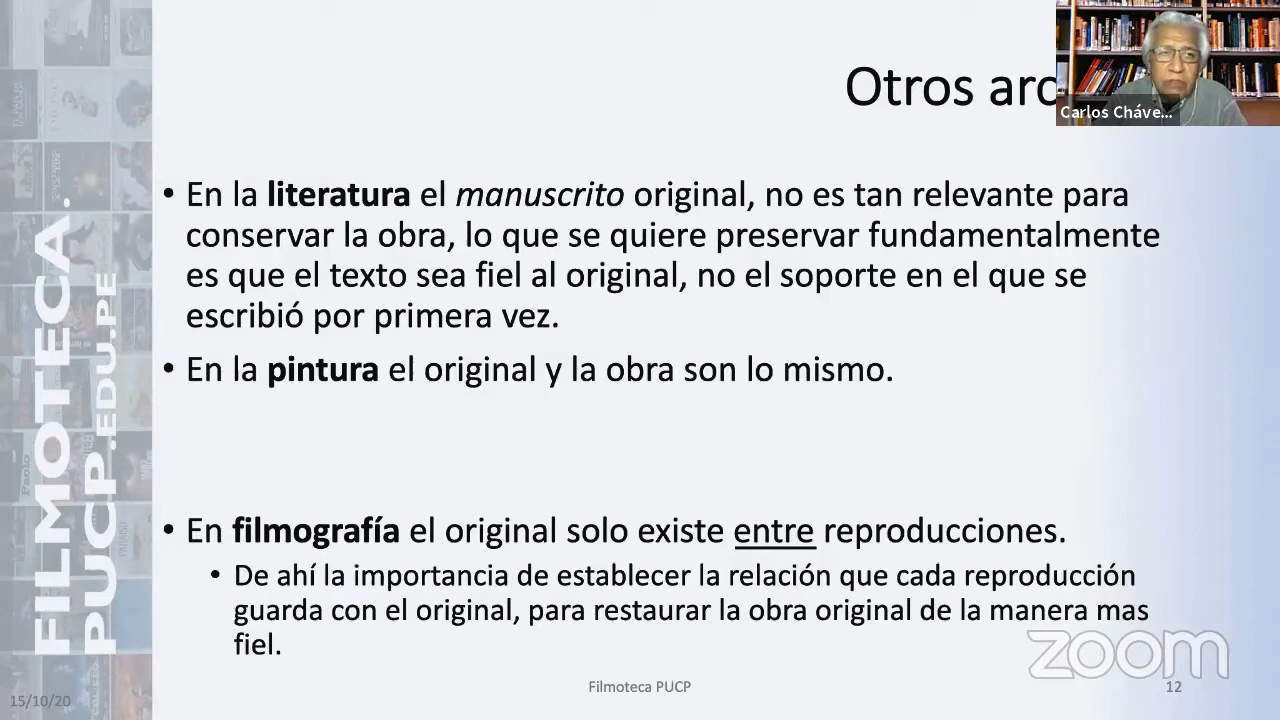 Otros arc
Carlos Cháve...
• En la literatura el manuscrito original, no es tan relevante para
conservar la obra, lo que se quiere preservar fundamentalmente
es que el texto sea fiel al original, no el soporte en el que se
escribió por primera vez.
• En la pintura el original y la obra son lo mismo.
• En filmografía el original solo existe entre reproducciones.
• De ahí la importancia de establecer la relación que cada reproducción
guarda con el original, para restaurar la obra original de la manera mas
fiel.
FILMOTECA.
PUCP.EDU.PE
zoom
15/10/20
Filmoteca PUCP
12